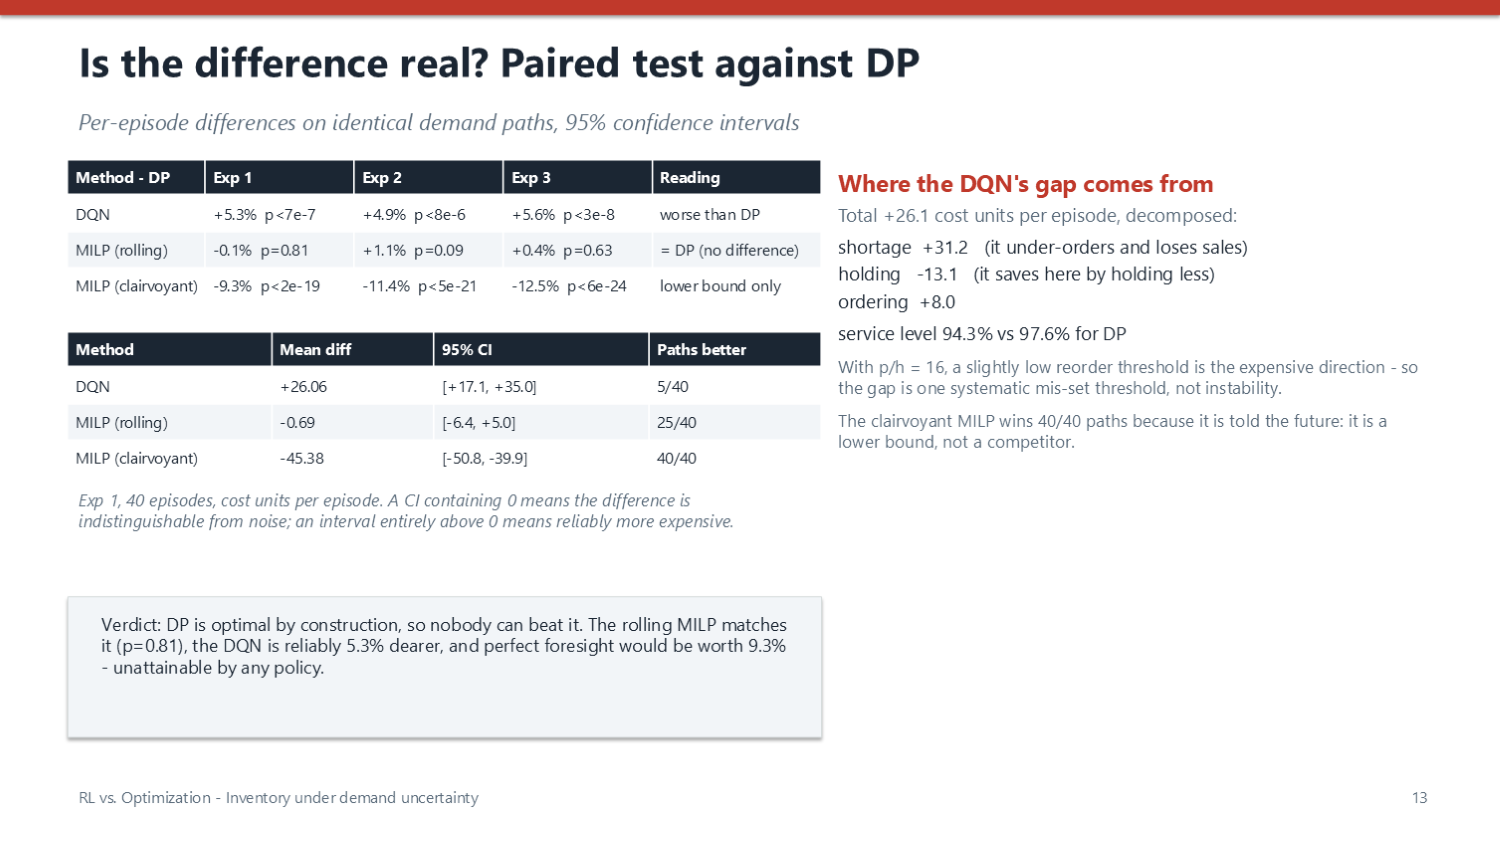 Is the difference real? Paired test against DP
Per-episode differences on identical demand paths, 95% confidence intervals
Method - DP Exp 1 Exp 2 Exp 3 Reading
DQN +5.3% p<7e-7 +4.9% p<8e-6 +5.6% p<3e-8 worse than DP
MILP (rolling) -0.1% p=0.81 +1.1% p=0.09 +0.4% p=0.63 = DP (no difference)
MILP (clairvoyant) -9.3% p<2e-19 -11.4% p<5e-21 -12.5% p<6e-24 lower bound only
Method Mean diff 95% CI Paths better
DQN +26.06 [+17.1, +35.0] 5/40
MILP (rolling) -0.69 [-6.4, +5.0] 25/40
MILP (clairvoyant) -45.38 [-50.8, -39.9] 40/40
Exp 1, 40 episodes, cost units per episode. A CI containing 0 means the difference is
indistinguishable from noise; an interval entirely above 0 means reliably more expensive.
Verdict: DP is optimal by construction, so nobody can beat it. The rolling MILP matches
it (p=0.81), the DQN is reliably 5.3% dearer, and perfect foresight would be worth 9.3%
- unattainable by any policy.
Where the DQN's gap comes from
Total +26.1 cost units per episode, decomposed:
shortage +31.2 (it under-orders and loses sales)
holding -13.1 (it saves here by holding less)
ordering +8.0
service level 94.3% vs 97.6% for DP
With p/h = 16, a slightly low reorder threshold is the expensive direction - so
the gap is one systematic mis-set threshold, not instability.
The clairvoyant MILP wins 40/40 paths because it is told the future: it is a
lower bound, not a competitor.
RL vs. Optimization - Inventory under demand uncertainty
13